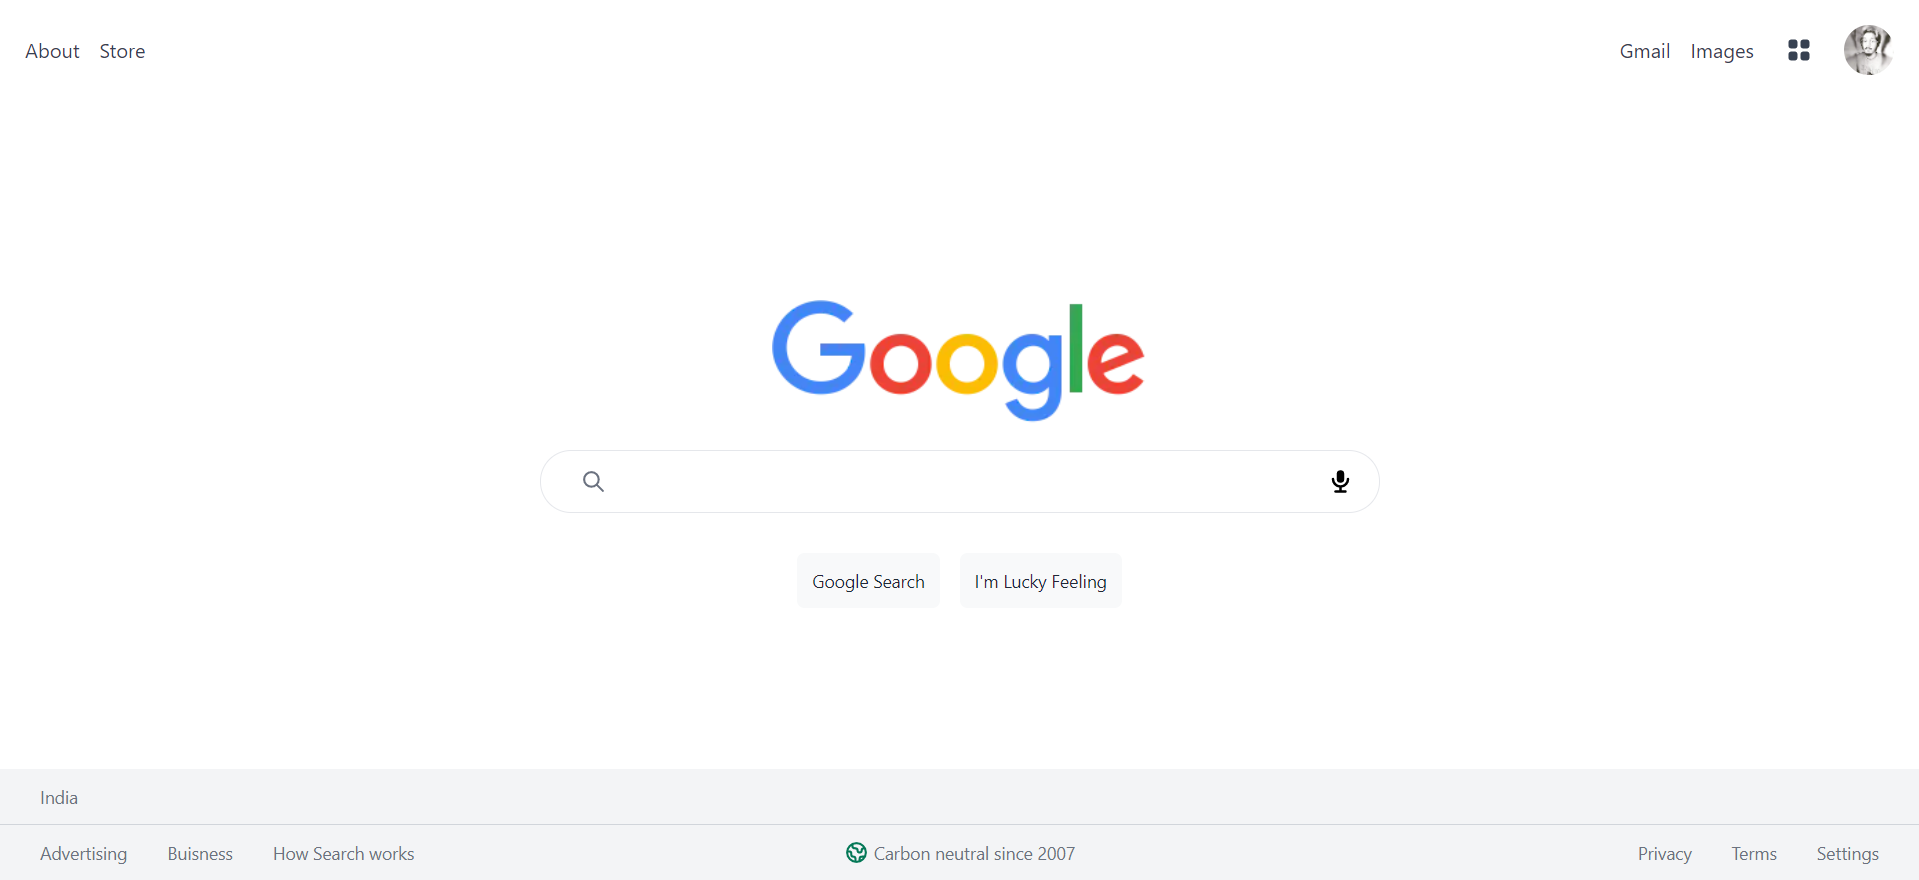 About Store Gmail Images
Google
Google Search I'm Lucky Feeling
India
Advertising Buisness How Search works Carbon neutral since 2007 Privacy Terms Settings